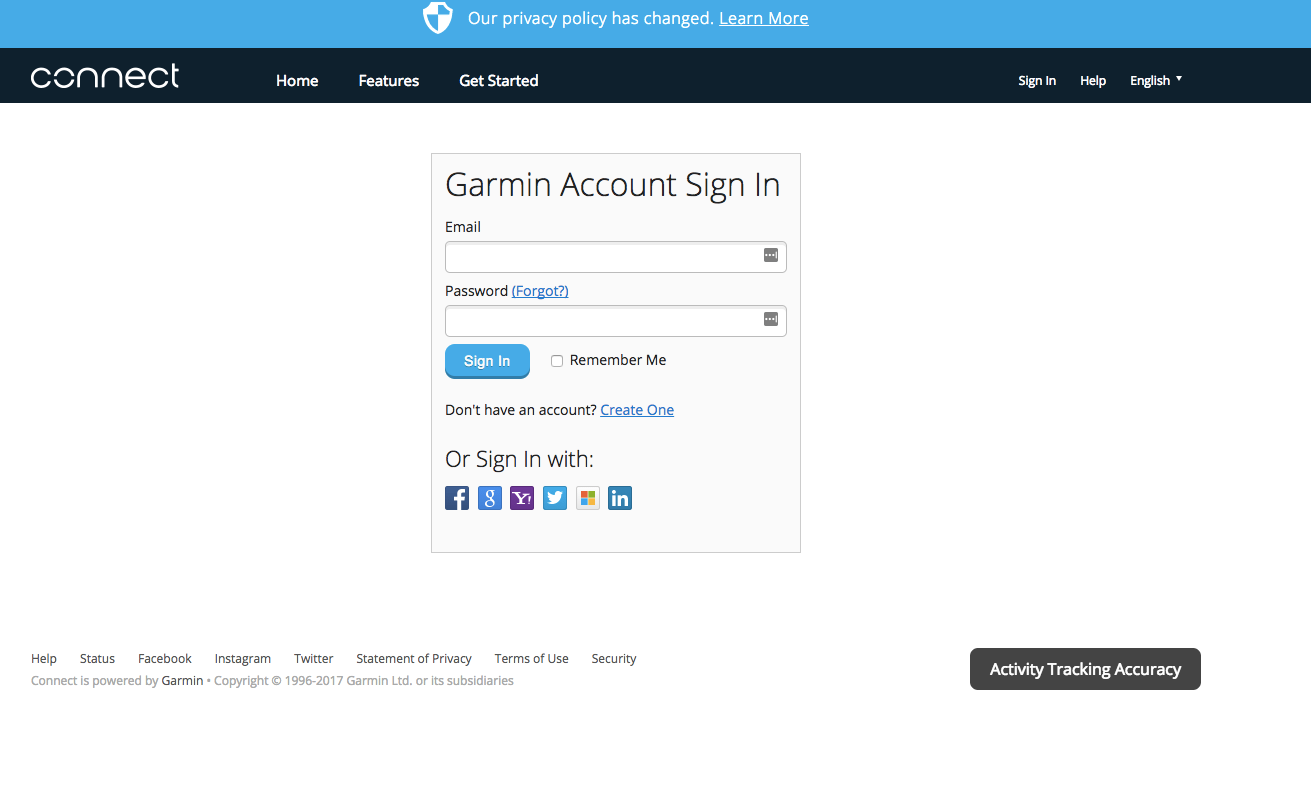 Our privacy policy has changed. Learn More
connect Home Features Get Started Sign In Help English
Garmin Account Sign In
Email
Password (Forgot?)
Sign In Remember Me
Don't have an account? Create One
Or Sign In with:
f g Y! in
Help Status Facebook Instagram Twitter Statement of Privacy Terms of Use Security
Connect is powered by Garmin • Copyright © 1996-2017 Garmin Ltd. or its subsidiaries
Activity Tracking Accuracy